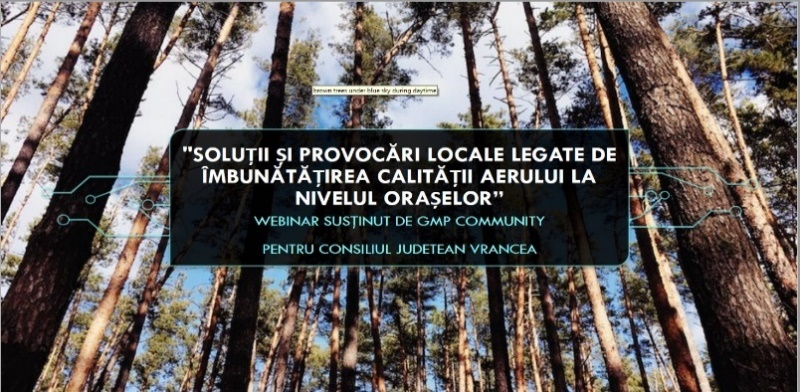 brown trees under blue sky during daytime
"SOLUȚII ȘI PROVOCĂRI LOCALE LEGATE DE
ÎMBUNĂTĂȚIREA CALITĂȚII AERULUI LA
NIVELUL ORAȘELOR”
WEBINAR SUSȚINUT DE GMP COMMUNITY
PENTRU CONSILIUL JUDETEAN VRANCEA